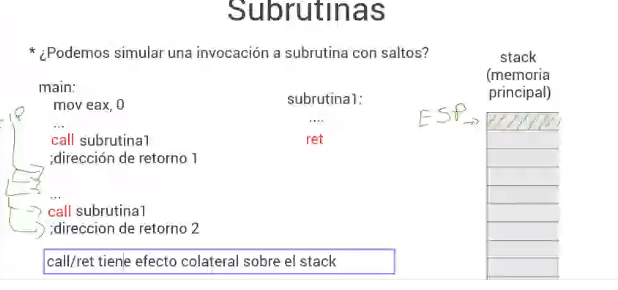 Subrutinas
* ¿Podemos simular una invocación a subrutina con saltos?
stack
(memoria
principal)
main:
mov eax, 0
...
call subrutina1
;dirección de retorno 1
...
call subrutina1
;direccion de retorno 2
subrutina1:
....
ret
ESP
call/ret tiene efecto colateral sobre el stack